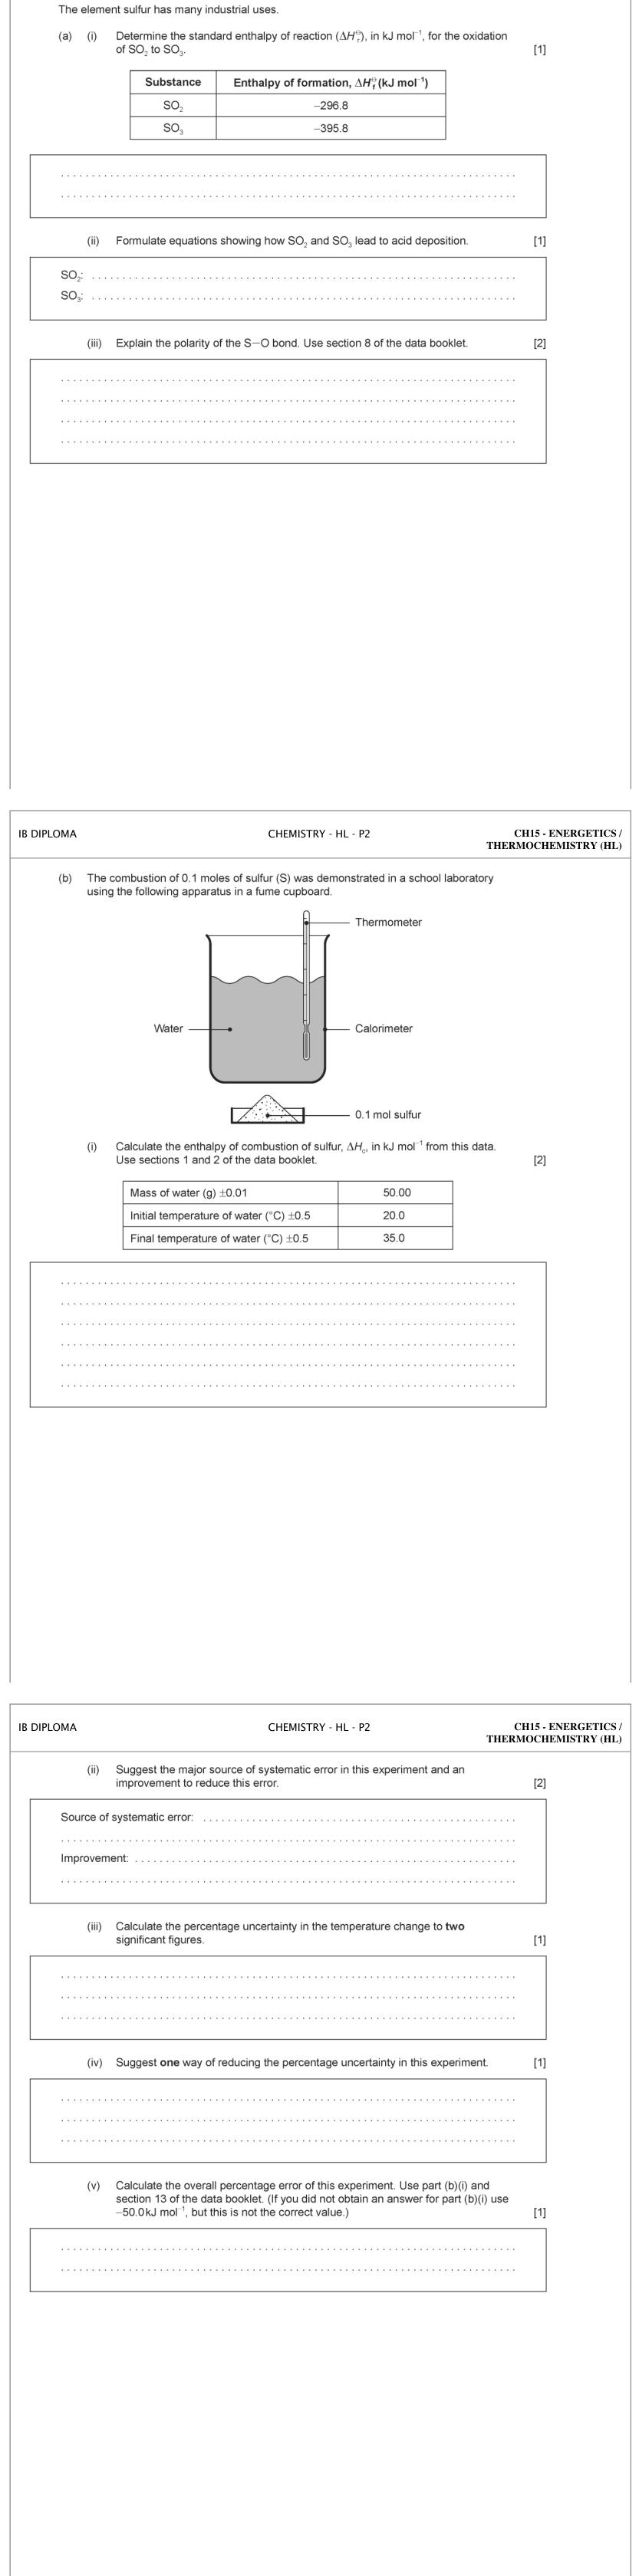 The element sulfur has many industrial uses.
(a) (i) Determine the standard enthalpy of reaction (ΔH⦵r), in kJ mol⁻¹, for the oxidation
of SO₂ to SO₃. [1]
Substance Enthalpy of formation, ΔH⦵f (kJ mol⁻¹)
SO₂ −296.8
SO₃ −395.8
(ii) Formulate equations showing how SO₂ and SO₃ lead to acid deposition. [1]
SO₂:
SO₃:
(iii) Explain the polarity of the S—O bond. Use section 8 of the data booklet. [2]
IB DIPLOMA CHEMISTRY - HL - P2 CH15 - ENERGETICS /
THERMOCHEMISTRY (HL)
(b) The combustion of 0.1 moles of sulfur (S) was demonstrated in a school laboratory
using the following apparatus in a fume cupboard.
Thermometer
Water
Calorimeter
0.1 mol sulfur
(i) Calculate the enthalpy of combustion of sulfur, ΔHc, in kJ mol⁻¹ from this data.
Use sections 1 and 2 of the data booklet. [2]
Mass of water (g) ±0.01 50.00
Initial temperature of water (°C) ±0.5 20.0
Final temperature of water (°C) ±0.5 35.0
IB DIPLOMA CHEMISTRY - HL - P2 CH15 - ENERGETICS /
THERMOCHEMISTRY (HL)
(ii) Suggest the major source of systematic error in this experiment and an
improvement to reduce this error. [2]
Source of systematic error:
Improvement:
(iii) Calculate the percentage uncertainty in the temperature change to two
significant figures. [1]
(iv) Suggest one way of reducing the percentage uncertainty in this experiment. [1]
(v) Calculate the overall percentage error of this experiment. Use part (b)(i) and
section 13 of the data booklet. (If you did not obtain an answer for part (b)(i) use
−50.0 kJ mol⁻¹, but this is not the correct value.) [1]